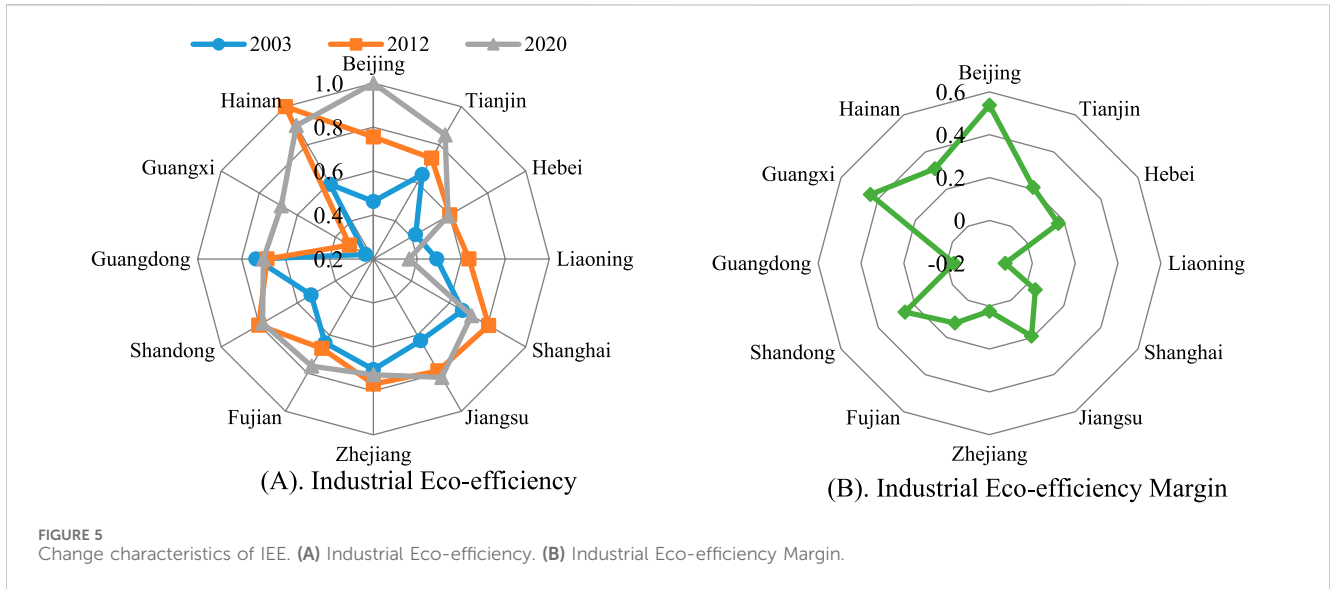 2003 2012 2020
Beijing
Tianjin
Hebei
Liaoning
Shanghai
Jiangsu
Zhejiang
Fujian
Shandong
Guangdong
Guangxi
Hainan
1.0
0.8
0.6
0.4
0.2
(A). Industrial Eco-efficiency
Beijing
Tianjin
Hebei
Liaoning
Shanghai
Jiangsu
Zhejiang
Fujian
Shandong
Guangdong
Guangxi
Hainan
0.6
0.4
0.2
0
-0.2
(B). Industrial Eco-efficiency Margin
FIGURE 5
Change characteristics of IEE. (A) Industrial Eco-efficiency. (B) Industrial Eco-efficiency Margin.